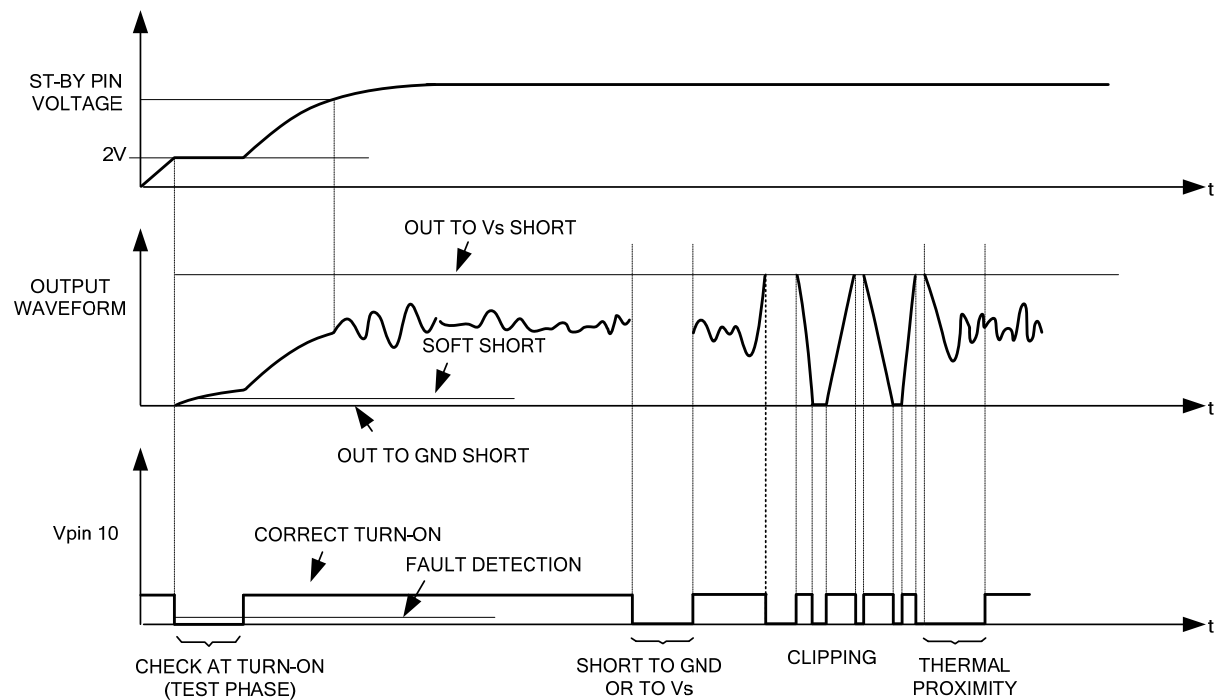 ST-BY PIN
VOLTAGE
2V
t
OUT TO Vs SHORT
OUTPUT
WAVEFORM
SOFT SHORT
t
OUT TO GND SHORT
Vpin 10
CORRECT TURN-ON
FAULT DETECTION
t
CHECK AT TURN-ON
(TEST PHASE)
SHORT TO GND
OR TO Vs
CLIPPING
THERMAL
PROXIMITY